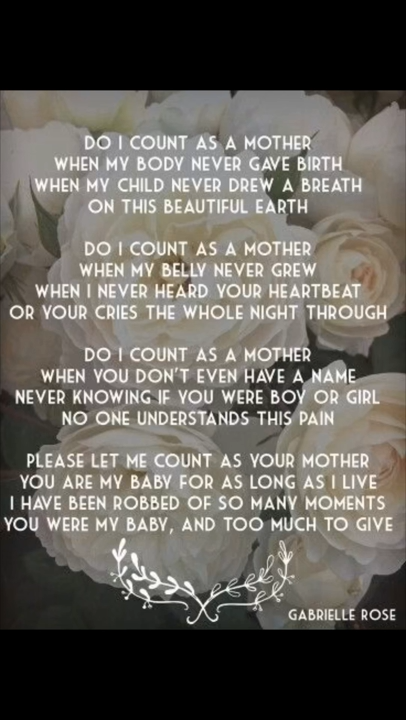 DO I COUNT AS A MOTHER
WHEN MY BODY NEVER GAVE BIRTH
WHEN MY CHILD NEVER DREW A BREATH
ON THIS BEAUTIFUL EARTH
DO I COUNT AS A MOTHER
WHEN MY BELLY NEVER GREW
WHEN I NEVER HEARD YOUR HEARTBEAT
OR YOUR CRIES THE WHOLE NIGHT THROUGH
DO I COUNT AS A MOTHER
WHEN YOU DON'T EVEN HAVE A NAME
NEVER KNOWING IF YOU WERE BOY OR GIRL
NO ONE UNDERSTANDS THIS PAIN
PLEASE LET ME COUNT AS YOUR MOTHER
YOU ARE MY BABY FOR AS LONG AS I LIVE
I HAVE BEEN ROBBED OF SO MANY MOMENTS
YOU WERE MY BABY, AND TOO MUCH TO GIVE
GABRIELLE ROSE